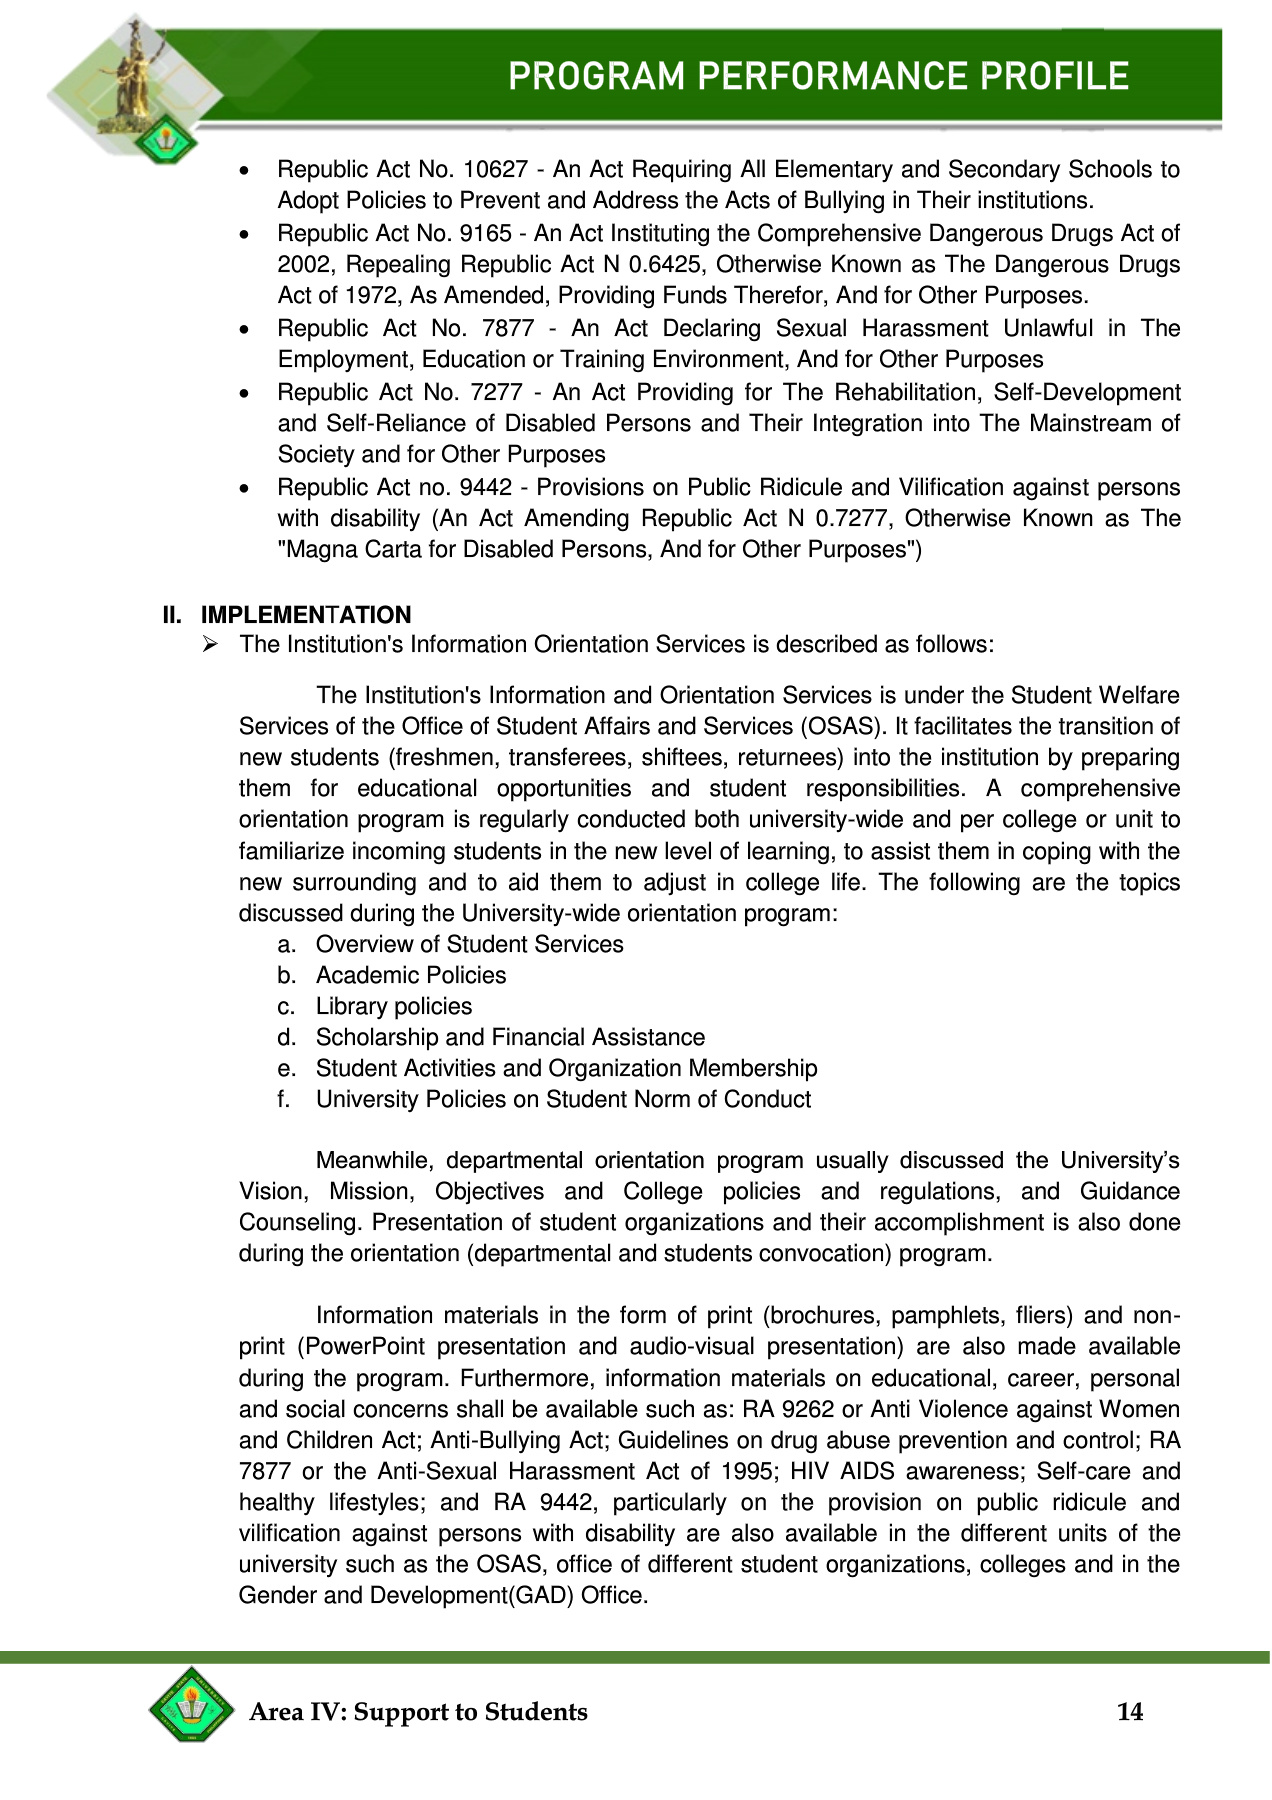 PROGRAM PERFORMANCE PROFILE
• Republic Act No. 10627 - An Act Requiring All Elementary and Secondary Schools to
Adopt Policies to Prevent and Address the Acts of Bullying in Their institutions.
• Republic Act No. 9165 - An Act Instituting the Comprehensive Dangerous Drugs Act of
2002, Repealing Republic Act N 0.6425, Otherwise Known as The Dangerous Drugs
Act of 1972, As Amended, Providing Funds Therefor, And for Other Purposes.
• Republic Act No. 7877 - An Act Declaring Sexual Harassment Unlawful in The
Employment, Education or Training Environment, And for Other Purposes
• Republic Act No. 7277 - An Act Providing for The Rehabilitation, Self-Development
and Self-Reliance of Disabled Persons and Their Integration into The Mainstream of
Society and for Other Purposes
• Republic Act no. 9442 - Provisions on Public Ridicule and Vilification against persons
with disability (An Act Amending Republic Act N 0.7277, Otherwise Known as The
"Magna Carta for Disabled Persons, And for Other Purposes")
II. IMPLEMENTATION
➢ The Institution's Information Orientation Services is described as follows:
The Institution's Information and Orientation Services is under the Student Welfare
Services of the Office of Student Affairs and Services (OSAS). It facilitates the transition of
new students (freshmen, transferees, shiftees, returnees) into the institution by preparing
them for educational opportunities and student responsibilities. A comprehensive
orientation program is regularly conducted both university-wide and per college or unit to
familiarize incoming students in the new level of learning, to assist them in coping with the
new surrounding and to aid them to adjust in college life. The following are the topics
discussed during the University-wide orientation program:
a. Overview of Student Services
b. Academic Policies
c. Library policies
d. Scholarship and Financial Assistance
e. Student Activities and Organization Membership
f. University Policies on Student Norm of Conduct
Meanwhile, departmental orientation program usually discussed the University’s
Vision, Mission, Objectives and College policies and regulations, and Guidance
Counseling. Presentation of student organizations and their accomplishment is also done
during the orientation (departmental and students convocation) program.
Information materials in the form of print (brochures, pamphlets, fliers) and non-
print (PowerPoint presentation and audio-visual presentation) are also made available
during the program. Furthermore, information materials on educational, career, personal
and social concerns shall be available such as: RA 9262 or Anti Violence against Women
and Children Act; Anti-Bullying Act; Guidelines on drug abuse prevention and control; RA
7877 or the Anti-Sexual Harassment Act of 1995; HIV AIDS awareness; Self-care and
healthy lifestyles; and RA 9442, particularly on the provision on public ridicule and
vilification against persons with disability are also available in the different units of the
university such as the OSAS, office of different student organizations, colleges and in the
Gender and Development(GAD) Office.
Area IV: Support to Students 14